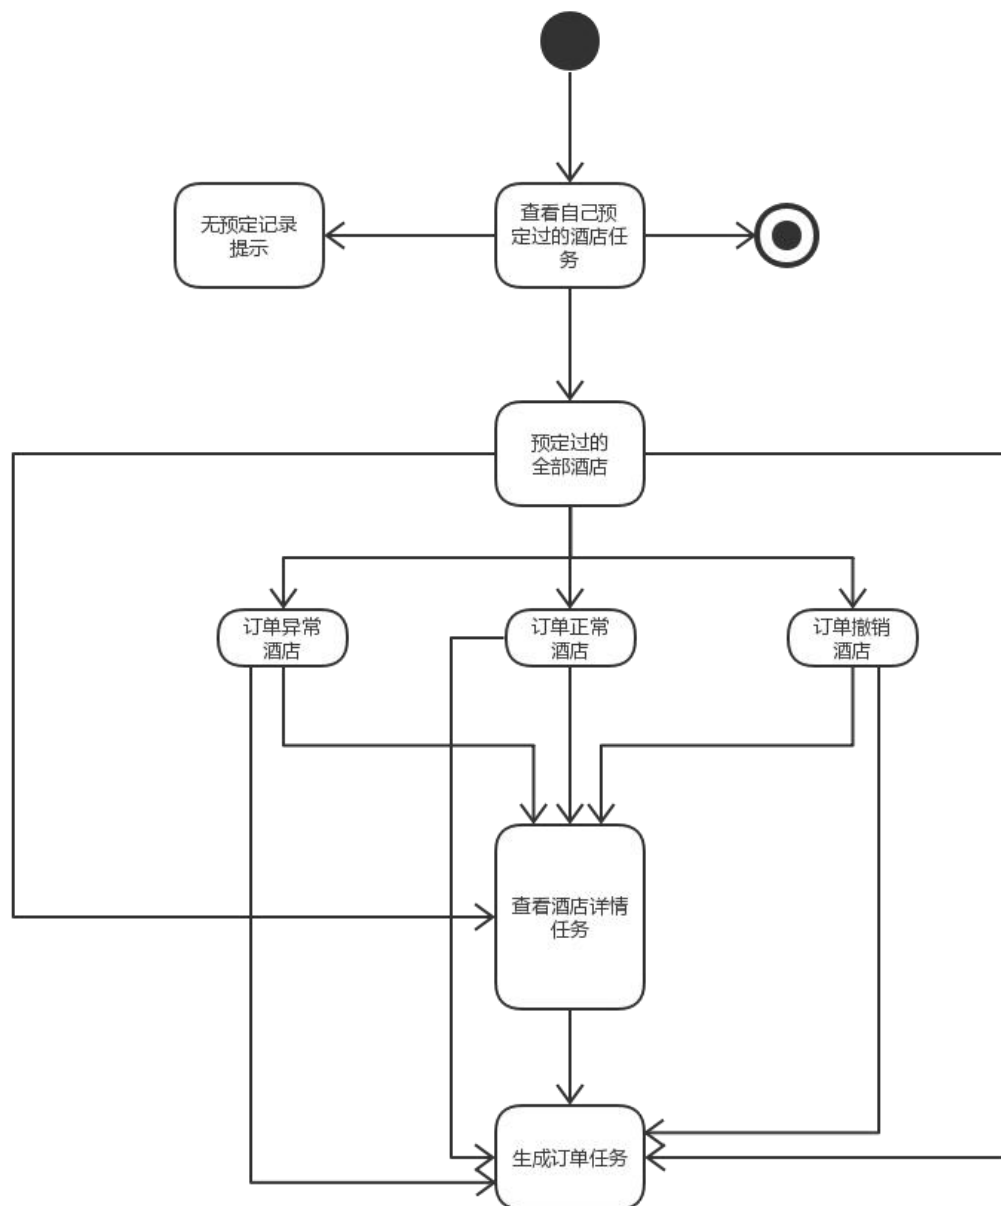 无预定记录
提示
查看自己预
定过的酒店任
务
预定过的
全部酒店
订单异常
酒店
订单正常
酒店
订单撤销
酒店
查看酒店详情
任务
生成订单任务